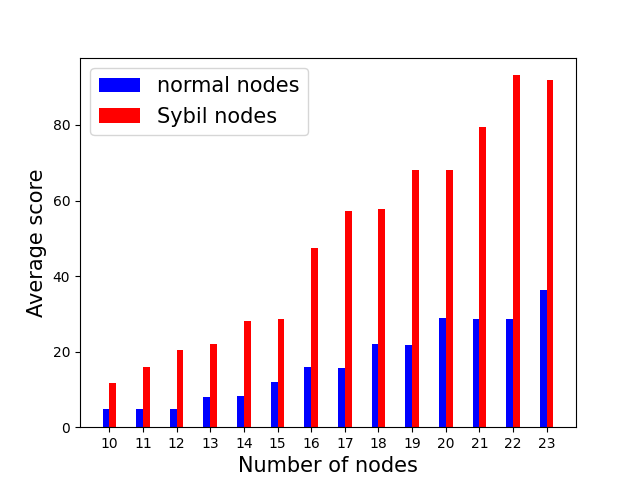 normal nodes
Sybil nodes
Average score
80
60
40
20
0
10 11 12 13 14 15 16 17 18 19 20 21 22 23
Number of nodes